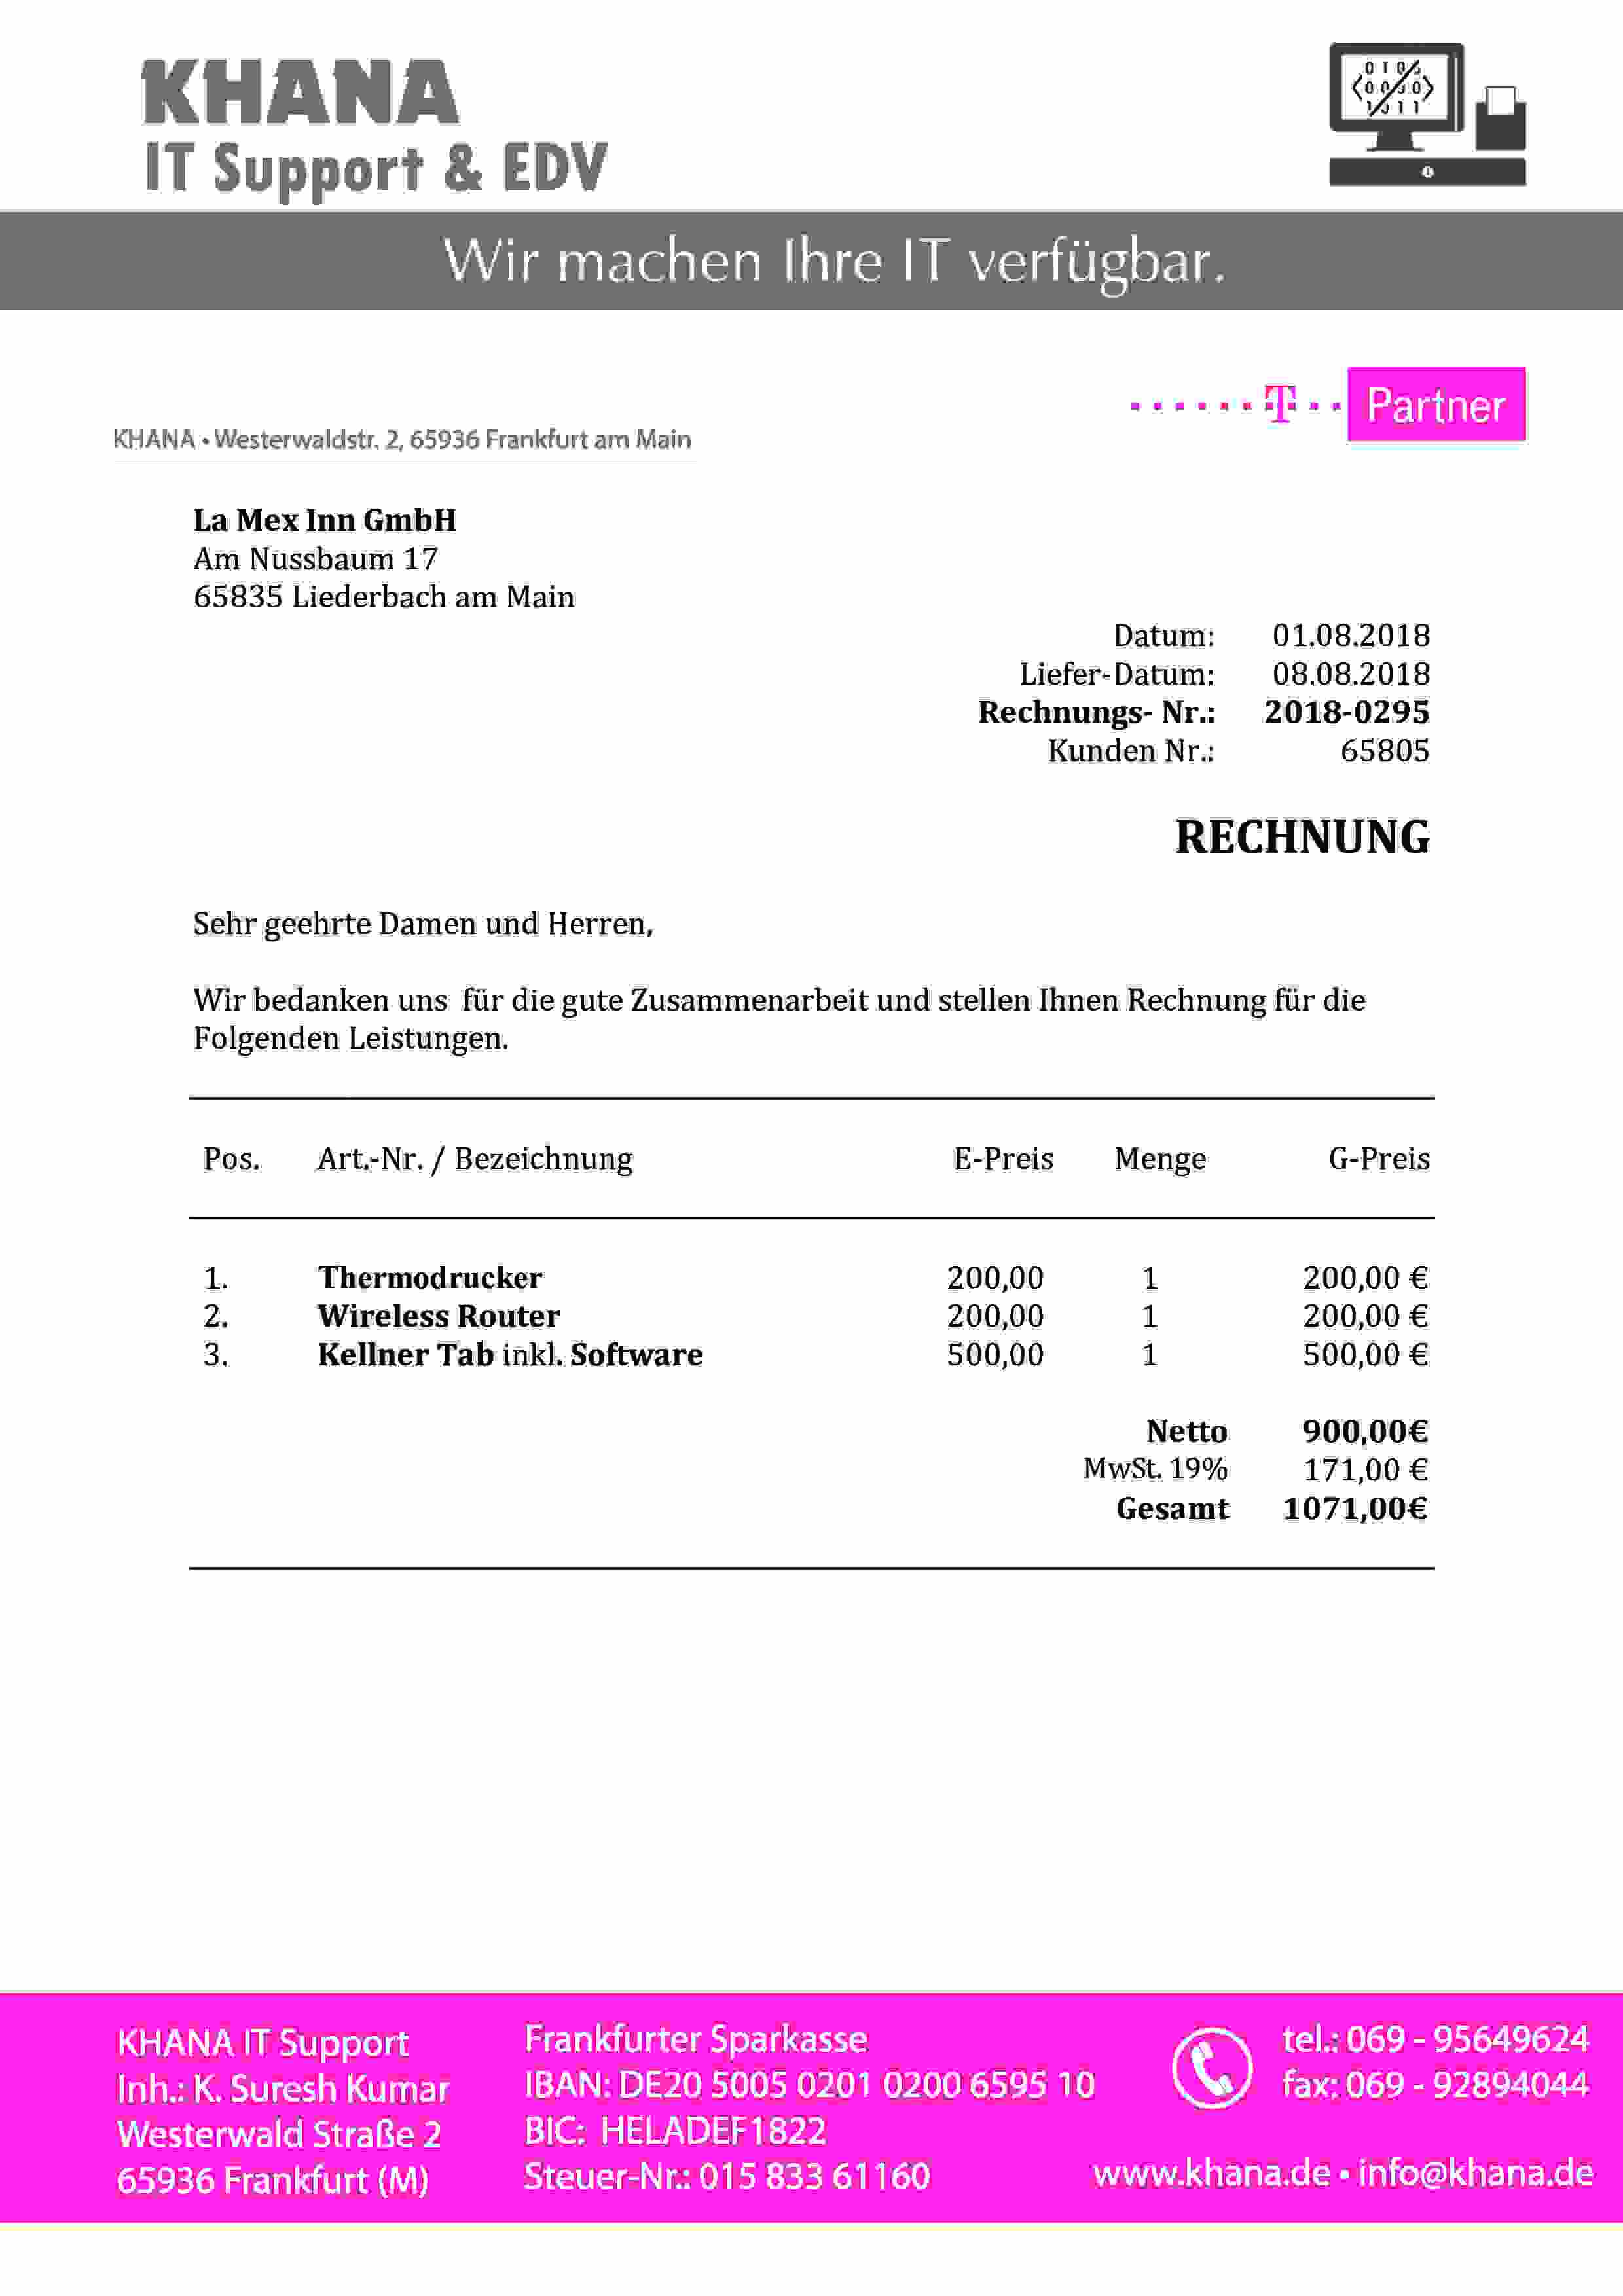 KHANA
IT Support & EDV
Wir machen Ihre IT verfügbar.
T Partner
KHANA • Westerwaldstr. 2, 65936 Frankfurt am Main
La Mex Inn GmbH
Am Nussbaum 17
65835 Liederbach am Main
Datum: 01.08.2018
Liefer-Datum: 08.08.2018
Rechnungs- Nr.: 2018-0295
Kunden Nr.: 65805
RECHNUNG
Sehr geehrte Damen und Herren,
Wir bedanken uns für die gute Zusammenarbeit und stellen Ihnen Rechnung für die
Folgenden Leistungen.
Pos. Art.-Nr. / Bezeichnung E-Preis Menge G-Preis
1. Thermodrucker 200,00 1 200,00 €
2. Wireless Router 200,00 1 200,00 €
3. Kellner Tab inkl. Software 500,00 1 500,00 €
Netto 900,00€
MwSt. 19% 171,00 €
Gesamt 1071,00€
KHANA IT Support
Inh.: K. Suresh Kumar
Westerwald Straße 2
65936 Frankfurt (M)
Frankfurter Sparkasse
IBAN: DE20 5005 0201 0200 6595 10
BIC: HELADEF1822
Steuer-Nr.: 015 833 61160
tel.: 069 - 95649624
fax: 069 - 92894044
www.khana.de • info@khana.de